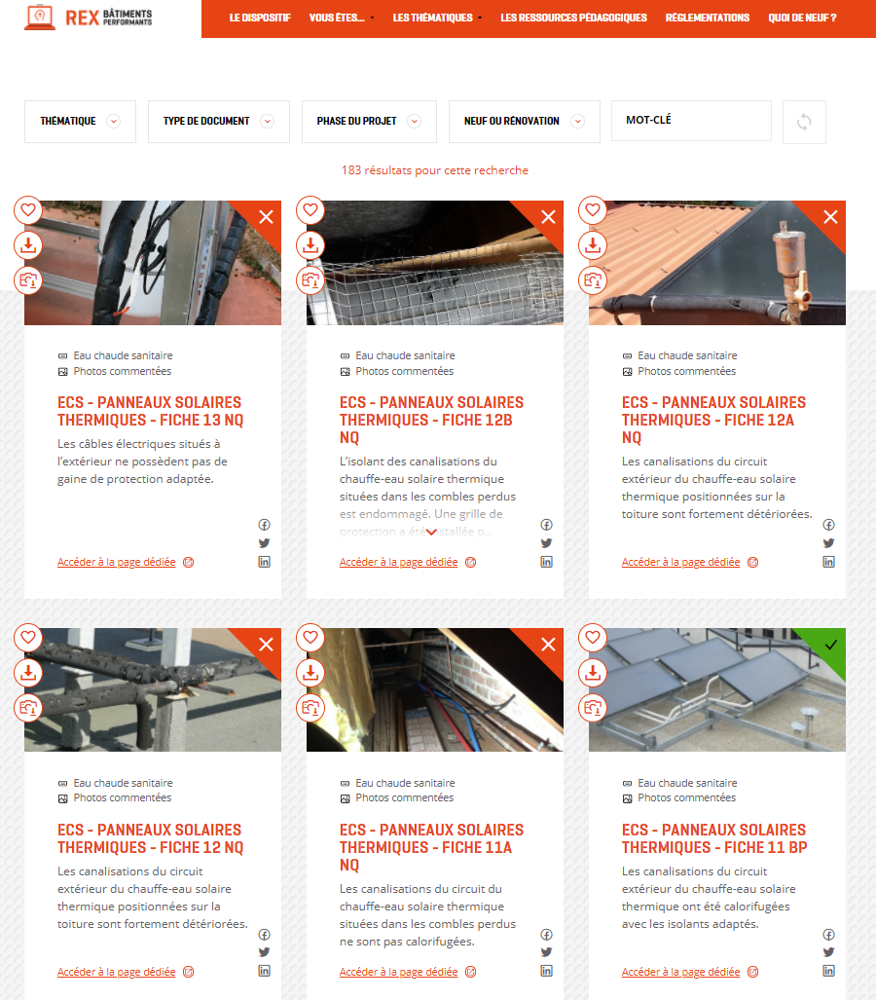 REX BÂTIMENTS PERFORMANTS
LE DISPOSITIF VOUS ÊTES... LES THÉMATIQUES LES RESSOURCES PÉDAGOGIQUES RÉGLEMENTATIONS QUOI DE NEUF ?
THÉMATIQUE TYPE DE DOCUMENT PHASE DU PROJET NEUF OU RÉNOVATION MOT-CLÉ
183 résultats pour cette recherche
Eau chaude sanitaire
Photos commentées
ECS - PANNEAUX SOLAIRES
THERMIQUES - FICHE 13 NQ
Les câbles électriques situés à
l'extérieur ne possèdent pas de
gaine de protection adaptée.
Accéder à la page dédiée
Eau chaude sanitaire
Photos commentées
ECS - PANNEAUX SOLAIRES
THERMIQUES - FICHE 12B
NQ
L'isolant des canalisations du
chauffe-eau solaire thermique
situées dans les combles perdus
est endommagé. Une grille de
protection a été installée p...
Accéder à la page dédiée
Eau chaude sanitaire
Photos commentées
ECS - PANNEAUX SOLAIRES
THERMIQUES - FICHE 12A
NQ
Les canalisations du circuit
extérieur du chauffe-eau solaire
thermique positionnées sur la
toiture sont fortement détériorées.
Accéder à la page dédiée
Eau chaude sanitaire
Photos commentées
ECS - PANNEAUX SOLAIRES
THERMIQUES - FICHE 12 NQ
Les canalisations du circuit
extérieur du chauffe-eau solaire
thermique positionnées sur la
toiture sont fortement détériorées.
Accéder à la page dédiée
Eau chaude sanitaire
Photos commentées
ECS - PANNEAUX SOLAIRES
THERMIQUES - FICHE 11A
NQ
Les canalisations du circuit du
chauffe-eau solaire thermique
situées dans les combles perdus
ne sont pas calorifugées.
Accéder à la page dédiée
Eau chaude sanitaire
Photos commentées
ECS - PANNEAUX SOLAIRES
THERMIQUES - FICHE 11 BP
Les canalisations du circuit
extérieur du chauffe-eau solaire
thermique ont été calorifugées
avec les isolants adaptés.
Accéder à la page dédiée